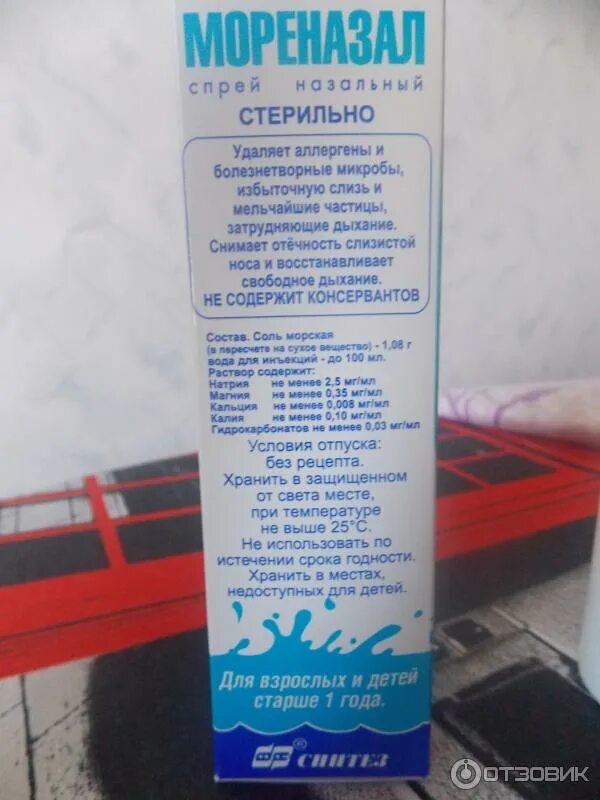 МОРЕНАЗАЛ
спрей назальный
СТЕРИЛЬНО
Удаляет аллергены и
болезнетворные микробы,
избыточную слизь и
мельчайшие частицы,
затрудняющие дыхание.
Снимает отёчность слизистой
носа и восстанавливает
свободное дыхание.
НЕ СОДЕРЖИТ КОНСЕРВАНТОВ
Состав. Соль морская
(в пересчете на сухое вещество) - 1,08 г
вода для инъекций - до 100 мл.
Раствор содержит:
Натрия не менее 2,5 мг/мл
Магния не менее 0,35 мг/мл
Кальция не менее 0,008 мг/мл
Калия не менее 0,10 мг/мл
Гидрокарбонатов не менее 0,03 мг/мл
Условия отпуска:
без рецепта.
Хранить в защищенном
от света месте,
при температуре
не выше 25°С.
Не использовать по
истечении срока годности.
Хранить в местах,
недоступных для детей.
Для взрослых и детей
старше 1 года.
® СИНТЕЗ
ОТЗОВИК